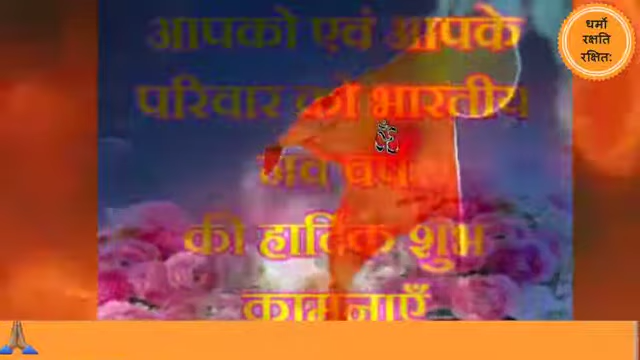 आपको एवं आपके
परिवार को भारतीय
नव वर्ष
की हार्दिक शुभ
कामनाएँ
ॐ
धर्मो
रक्षति
रक्षित: